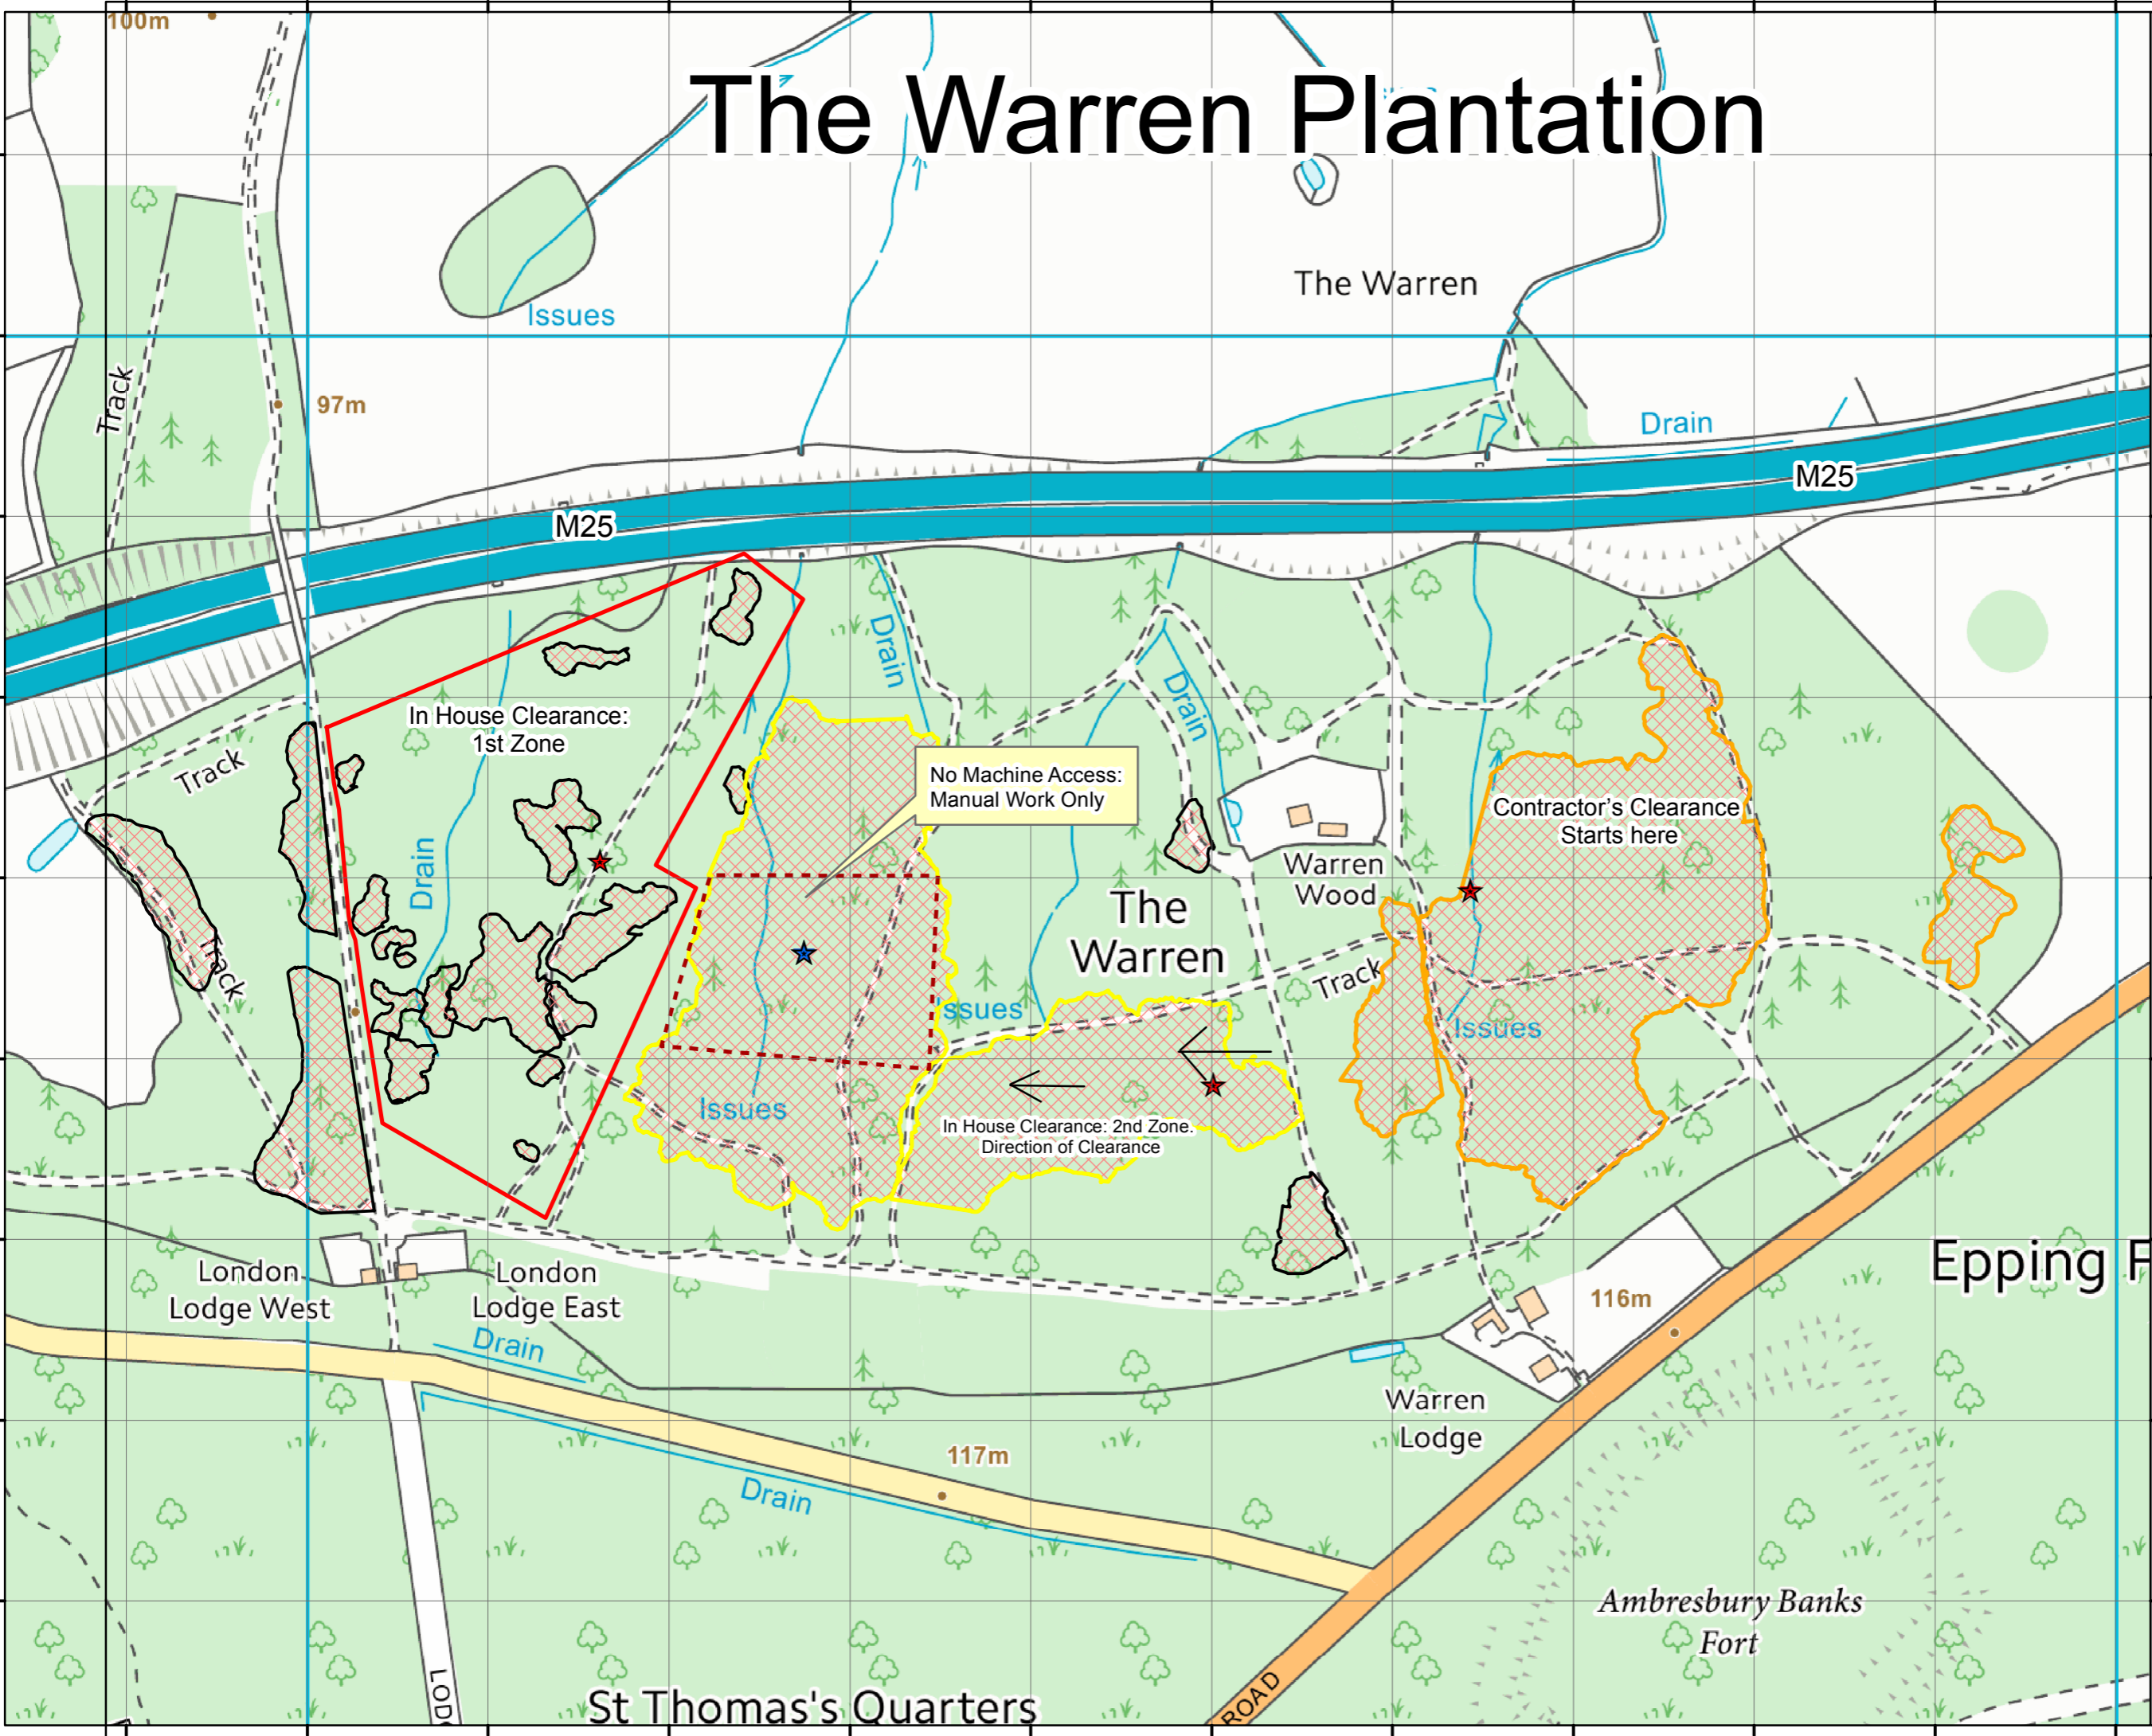 100m
The Warren Plantation
The Warren
Issues
Track
97m
Drain
M25
M25
Drain
In House Clearance:
1st Zone
Drain
Track
No Machine Access:
Manual Work Only
Contractor's Clearance
Starts here
Drain
Warren
Wood
The
Warren
Track
Track
Issues
Issues
Issues
In House Clearance: 2nd Zone.
Direction of Clearance
London
Lodge West
London
Lodge East
Epping F
116m
Drain
Warren
Lodge
117m
Drain
Ambresbury Banks
Fort
St Thomas's Quarters
ROAD